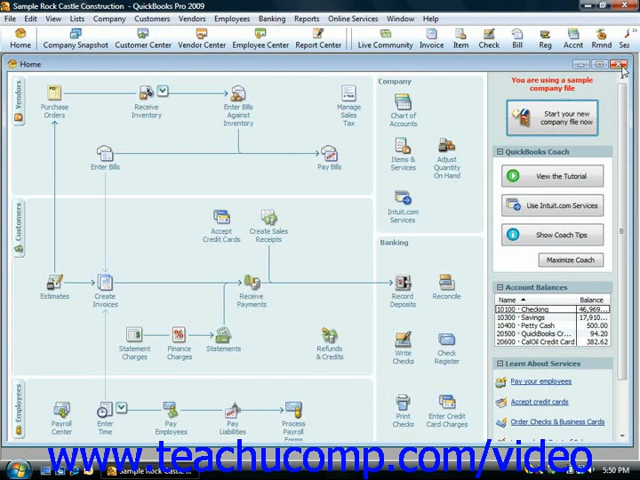 Sample Rock Castle Construction - QuickBooks Pro 2009
File Edit View Lists Company Customers Vendors Employees Banking Reports Online Services Window Help
Home Company Snapshot Customer Center Vendor Center Employee Center Report Center Live Community Invoice Item Check Bill Reg Accnt Rmnd
Home
Vendors
Purchase Orders
Receive Inventory
Enter Bills Against Inventory
Manage Sales Tax
Enter Bills
Pay Bills
Customers
Accept Credit Cards
Create Sales Receipts
Estimates
Create Invoices
Receive Payments
Statement Charges
Finance Charges
Statements
Refunds & Credits
Employees
Payroll Center
Enter Time
Pay Employees
Pay Liabilities
Process Payroll Forms
Company
Chart of Accounts
Items & Services
Adjust Quantity On Hand
Intuit.com Services
Banking
Record Deposits
Reconcile
Write Checks
Check Register
Print Checks
Enter Credit Card Charges
You are using a sample company file
Start your new company file now
QuickBooks Coach
View the Tutorial
Use Intuit.com Services
Show Coach Tips
Maximize Coach
Account Balances
Name Balance
10100 · Checking 46,969...
10300 · Savings 17,910...
10400 · Petty Cash 500.00
20500 · QuickBooks Cr... 94.20
20600 · CalOil Credit Card 382.62
Learn About Services
Pay your employees
Accept credit cards
Order Checks & Business Cards
www.teachucomp.com/video
Sample Rock Castle ...
5:50 PM